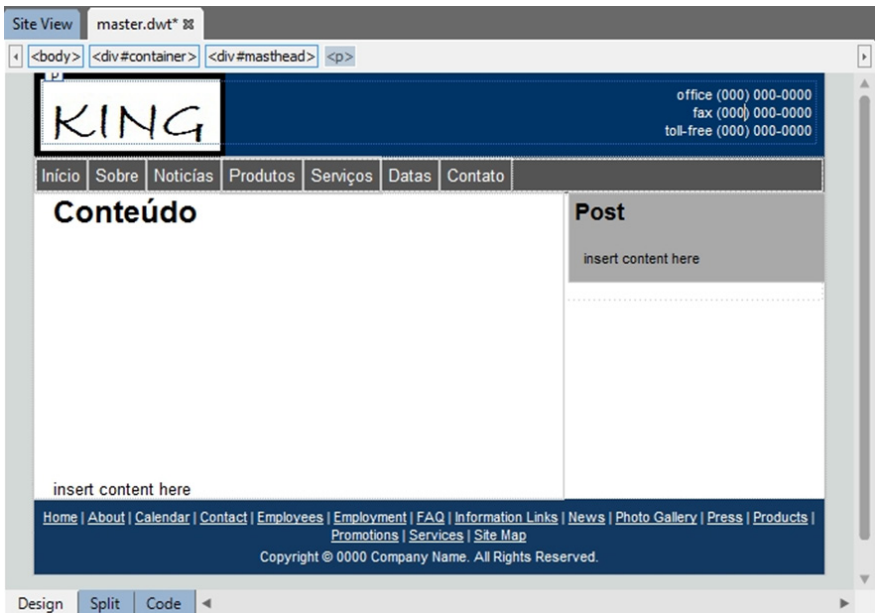 Site View master.dwt*
<body> <div#container> <div#masthead> <p>
P
KING
office (000) 000-0000
fax (000) 000-0000
toll-free (000) 000-0000
Início Sobre Noticías Produtos Serviços Datas Contato
Conteúdo
Post
insert content here
insert content here
Home | About | Calendar | Contact | Employees | Employment | FAQ | Information Links | News | Photo Gallery | Press | Products |
Promotions | Services | Site Map
Copyright © 0000 Company Name. All Rights Reserved.
Design Split Code